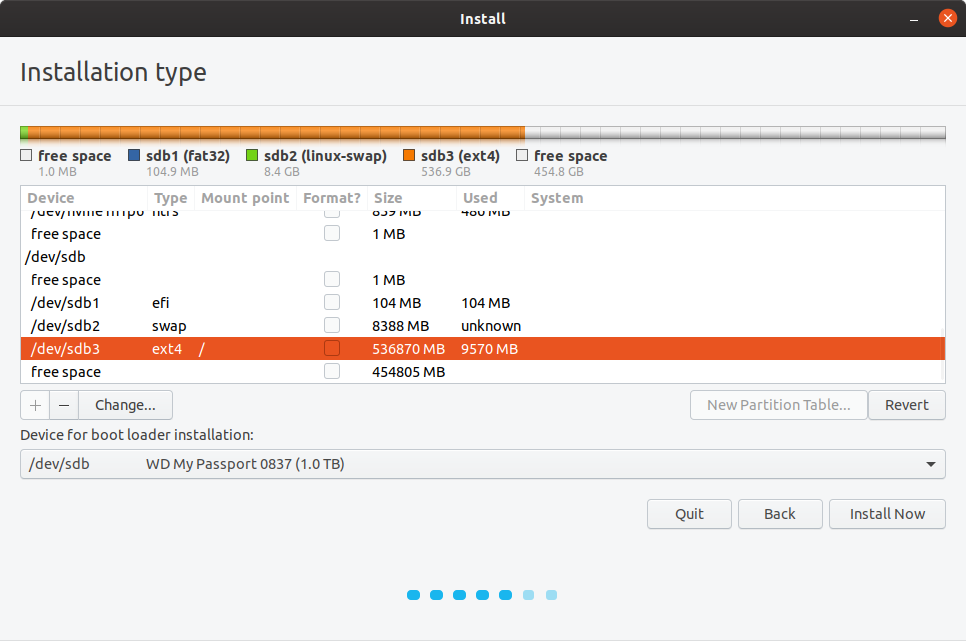 Install
Installation type
free space sdb1 (fat32) sdb2 (linux-swap) sdb3 (ext4) free space
1.0 MB 104.9 MB 8.4 GB 536.9 GB 454.8 GB
Device Type Mount point Format? Size Used System
ntfs 859 MB 480 MB
free space 1 MB
/dev/sdb
free space 1 MB
/dev/sdb1 efi 104 MB 104 MB
/dev/sdb2 swap 8388 MB unknown
/dev/sdb3 ext4 / 536870 MB 9570 MB
free space 454805 MB
+ − Change... New Partition Table... Revert
Device for boot loader installation:
/dev/sdb WD My Passport 0837 (1.0 TB)
Quit Back Install Now